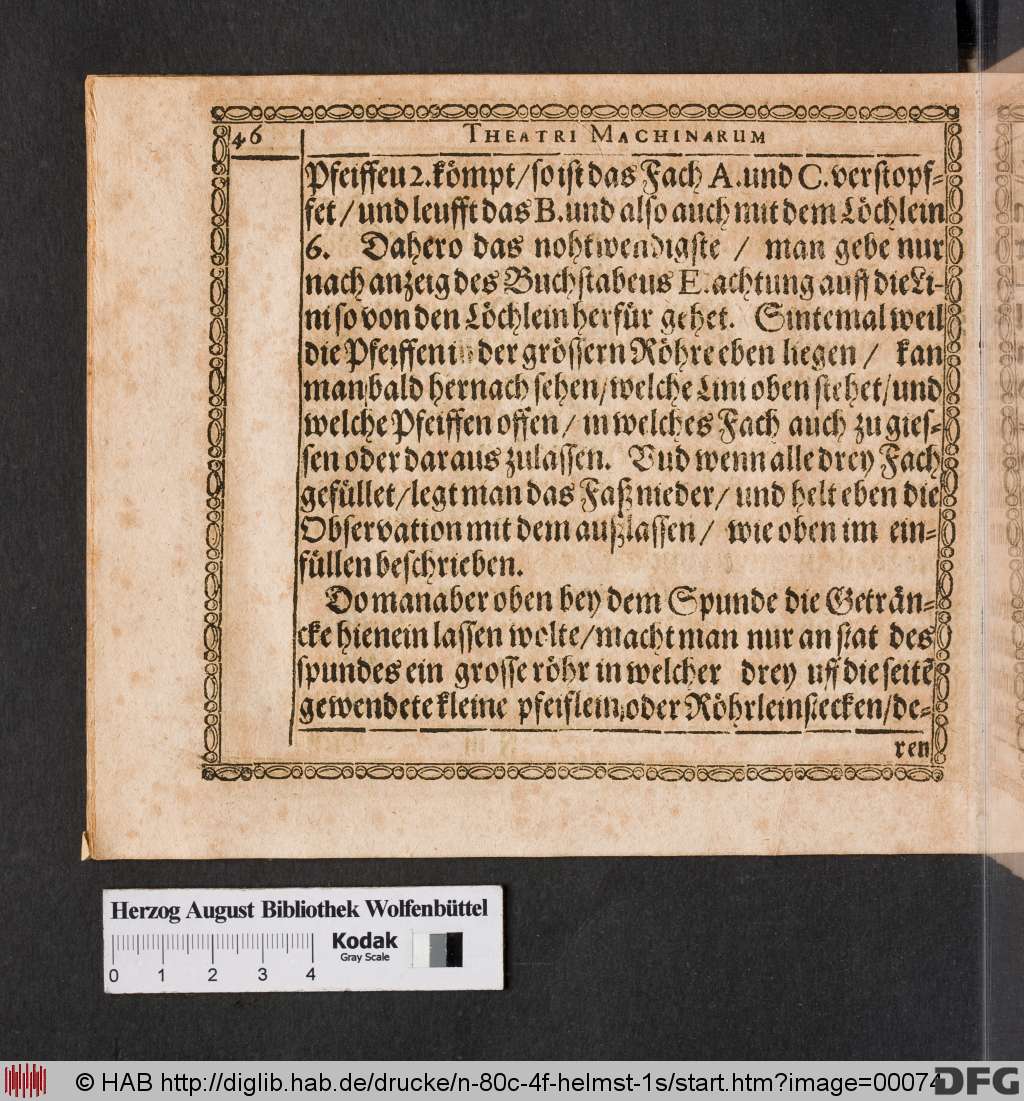 46
THEATRI MACHINARUM
Pfeiffeu 2. kömpt/ so ist das Fach A. und C. verstopf-
fet/ und leufft das B. und also auch mit dem Löchlein
6. Dahero das nohtwendigste / man gebe nur
nach anzeig des Buchstabeus E. achtung auff die Li-
ni so von den Löchlein herfür gehet. Sintemal weil
die Pfeiffen in der grössern Röhre eben liegen / kan
man bald hernach sehen/ welche Lini oben stehet/ und
welche Pfeiffen offen / in welches Fach auch zu gies-
sen oder daraus zulassen. Vud wenn alle drey Fach
gefüllet/ legt man das Faß nieder/ und helt eben die
Observation mit dem außlassen / wie oben im ein-
füllen beschrieben.
Do man aber oben bey dem Spunde die Geträn-
cke hienein lassen wolte/ macht man nur an stat des
spundes ein grosse röhr in welcher drey uff die seitē
gewendete kleine pfeiflein oder Röhrlein stecken/ de-
ren
Herzog August Bibliothek Wolfenbüttel
Kodak
Gray Scale
0 1 2 3 4
© HAB http://diglib.hab.de/drucke/n-80c-4f-helmst-1s/start.htm?image=00074
DFG